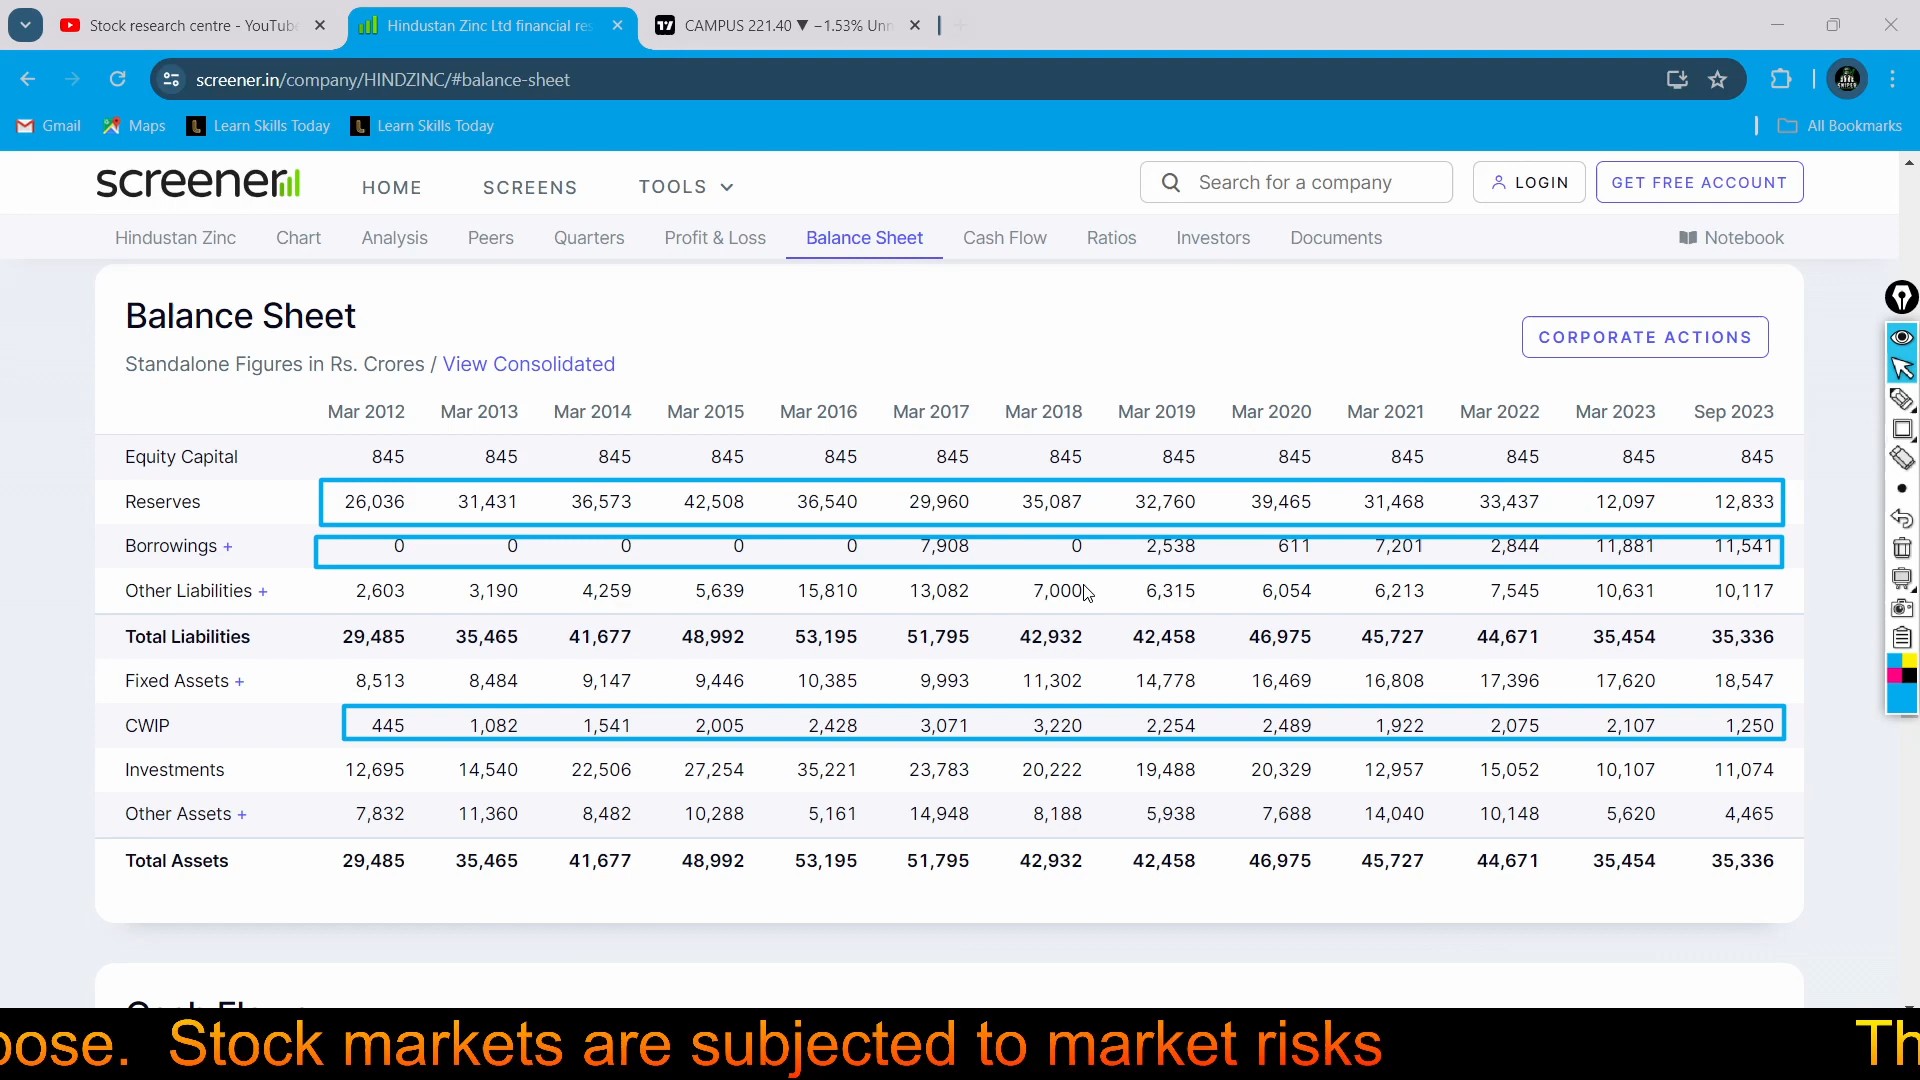 Stock research centre - YouTub
Hindustan Zinc Ltd financial res
CAMPUS 221.40 ▼ −1.53% Unn
screener.in/company/HINDZINC/#balance-sheet
Gmail Maps Learn Skills Today Learn Skills Today All Bookmarks
screener HOME SCREENS TOOLS Search for a company LOGIN GET FREE ACCOUNT
Hindustan Zinc Chart Analysis Peers Quarters Profit & Loss Balance Sheet Cash Flow Ratios Investors Documents Notebook
Balance Sheet
CORPORATE ACTIONS
Standalone Figures in Rs. Crores / View Consolidated
Mar 2012 Mar 2013 Mar 2014 Mar 2015 Mar 2016 Mar 2017 Mar 2018 Mar 2019 Mar 2020 Mar 2021 Mar 2022 Mar 2023 Sep 2023
Equity Capital 845 845 845 845 845 845 845 845 845 845 845 845 845
Reserves 26,036 31,431 36,573 42,508 36,540 29,960 35,087 32,760 39,465 31,468 33,437 12,097 12,833
Borrowings + 0 0 0 0 0 7,908 0 2,538 611 7,201 2,844 11,881 11,541
Other Liabilities + 2,603 3,190 4,259 5,639 15,810 13,082 7,000 6,315 6,054 6,213 7,545 10,631 10,117
Total Liabilities 29,485 35,465 41,677 48,992 53,195 51,795 42,932 42,458 46,975 45,727 44,671 35,454 35,336
Fixed Assets + 8,513 8,484 9,147 9,446 10,385 9,993 11,302 14,778 16,469 16,808 17,396 17,620 18,547
CWIP 445 1,082 1,541 2,005 2,428 3,071 3,220 2,254 2,489 1,922 2,075 2,107 1,250
Investments 12,695 14,540 22,506 27,254 35,221 23,783 20,222 19,488 20,329 12,957 15,052 10,107 11,074
Other Assets + 7,832 11,360 8,482 10,288 5,161 14,948 8,188 5,938 7,688 14,040 10,148 5,620 4,465
Total Assets 29,485 35,465 41,677 48,992 53,195 51,795 42,932 42,458 46,975 45,727 44,671 35,454 35,336
pose. Stock markets are subjected to market risks Th